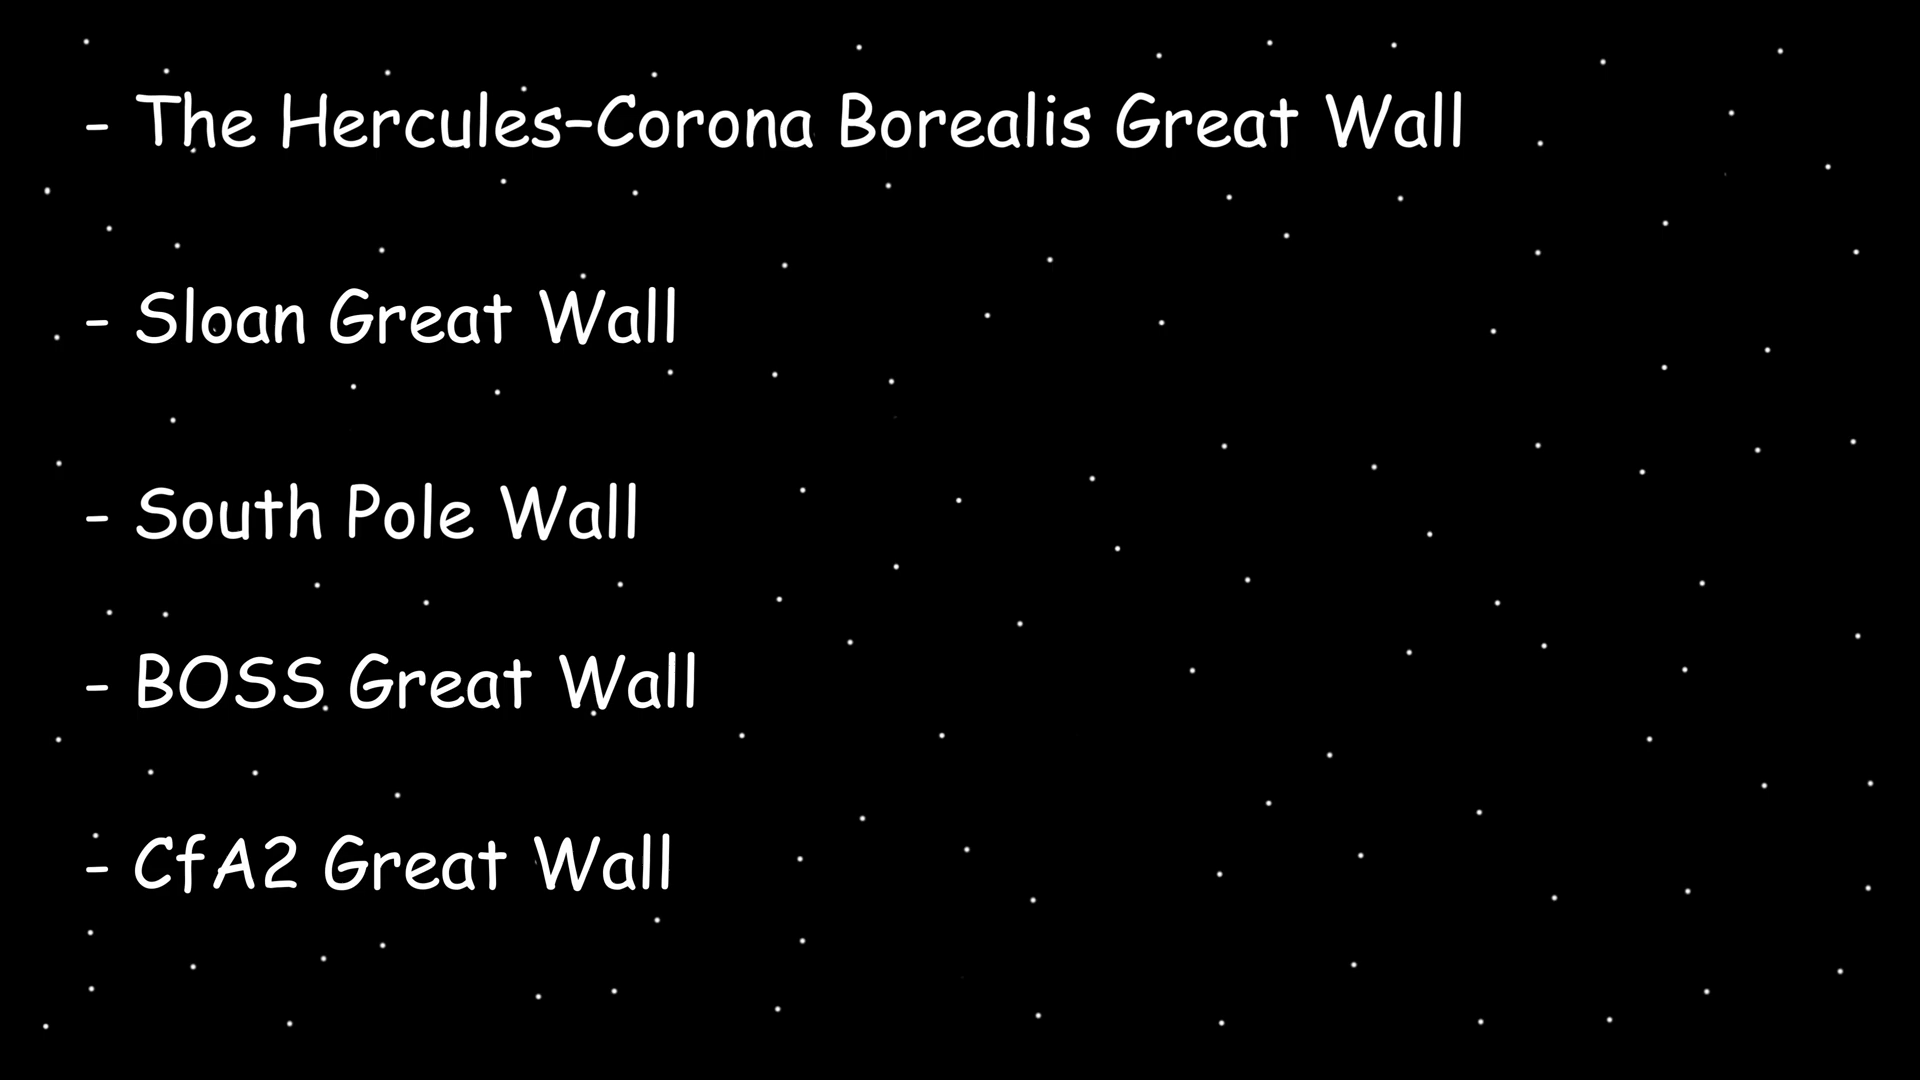 - The Hercules–Corona Borealis Great Wall
- Sloan Great Wall
- South Pole Wall
- BOSS Great Wall
- CfA2 Great Wall